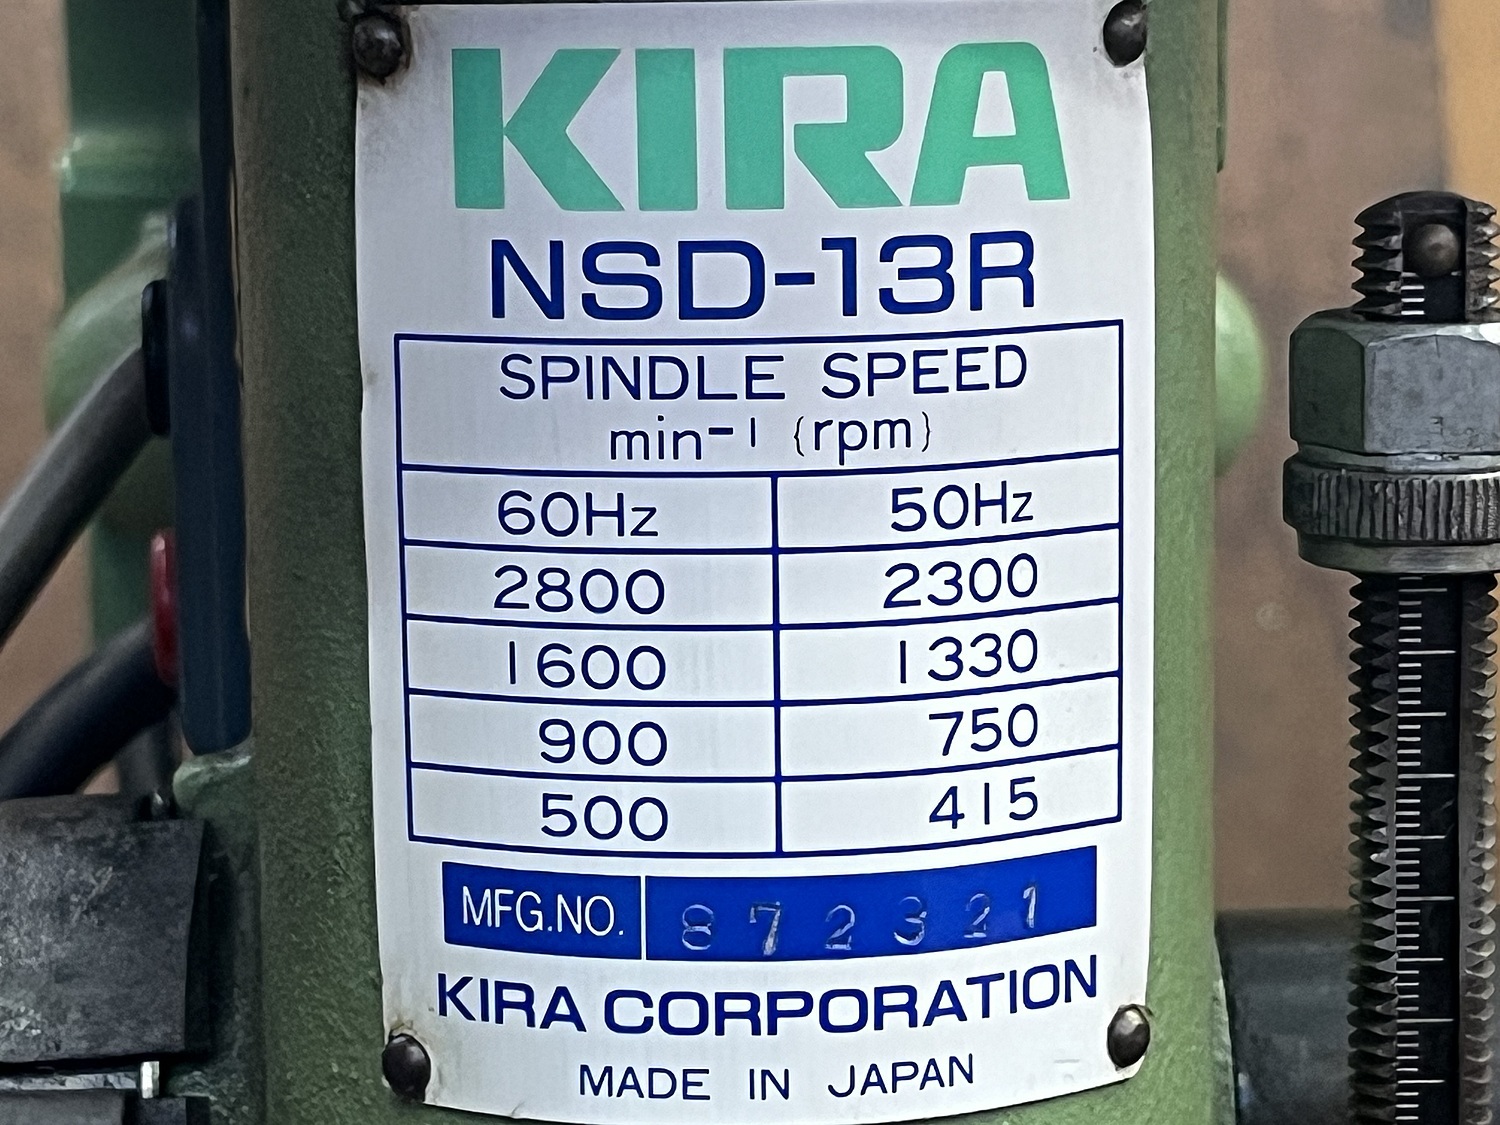 KIRA
NSD-13R
SPINDLE SPEED
min⁻¹ (rpm)
60Hz 50Hz
2800 2300
1600 1330
900 750
500 415
MFG.NO. 872321
KIRA CORPORATION
MADE IN JAPAN